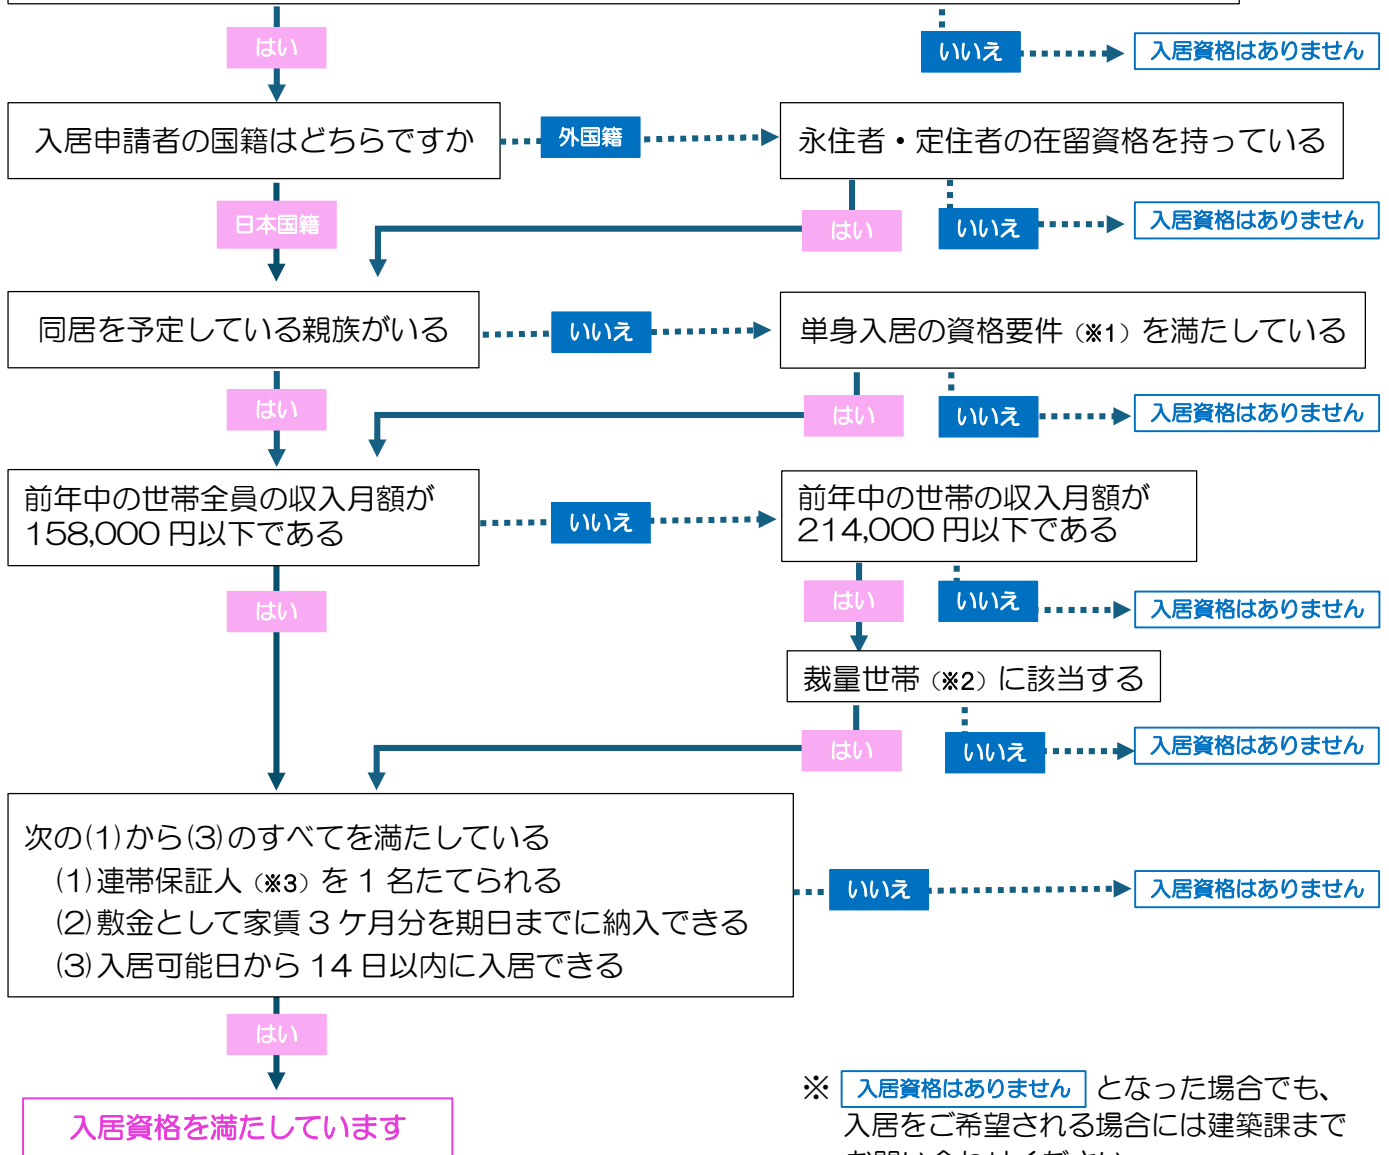 はい
いいえ
入居資格はありません
入居申請者の国籍はどちらですか
外国籍
永住者・定住者の在留資格を持っている
日本国籍
はい
いいえ
入居資格はありません
同居を予定している親族がいる
いいえ
単身入居の資格要件（※1）を満たしている
はい
はい
いいえ
入居資格はありません
前年中の世帯全員の収入月額が
158,000 円以下である
いいえ
前年中の世帯の収入月額が
214,000 円以下である
はい
はい
いいえ
入居資格はありません
裁量世帯（※2）に該当する
はい
いいえ
入居資格はありません
次の(1)から(3)のすべてを満たしている
(1)連帯保証人（※3）を 1 名たてられる
(2)敷金として家賃 3 ケ月分を期日までに納入できる
(3)入居可能日から 14 日以内に入居できる
いいえ
入居資格はありません
はい
入居資格を満たしています
※ 入居資格はありません となった場合でも、
入居をご希望される場合には建築課まで